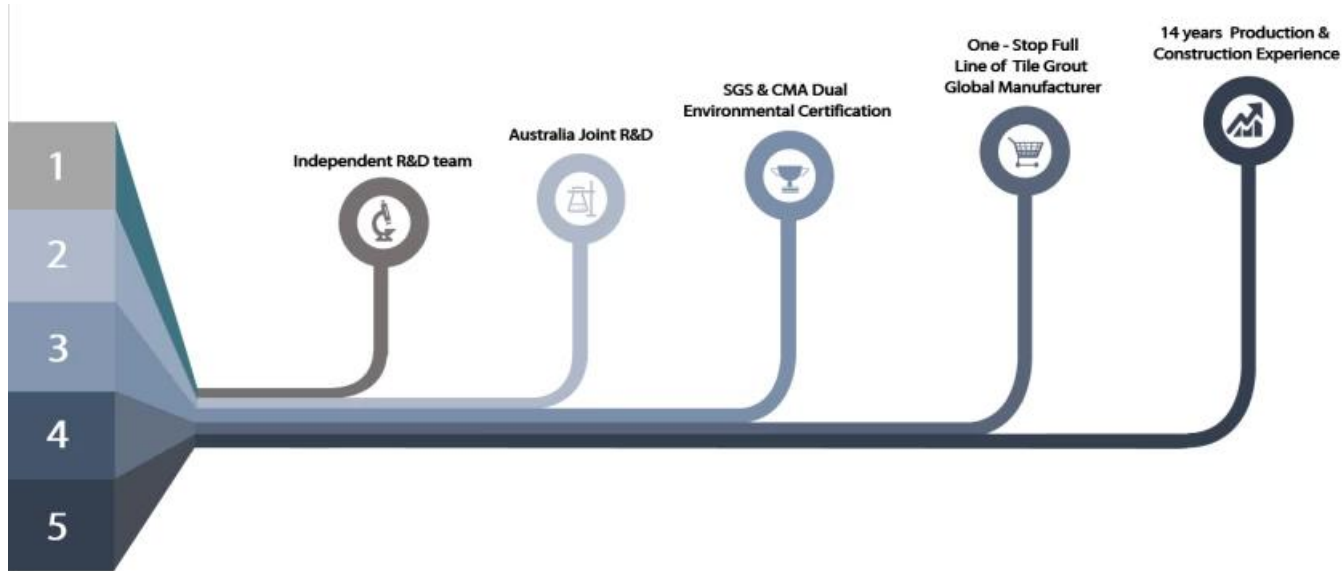 1
2
3
4
5
Independent R&D team
Australia Joint R&D
SGS & CMA Dual
Environmental Certification
One - Stop Full
Line of Tile Grout
Global Manufacturer
14 years Production &
Construction Experience